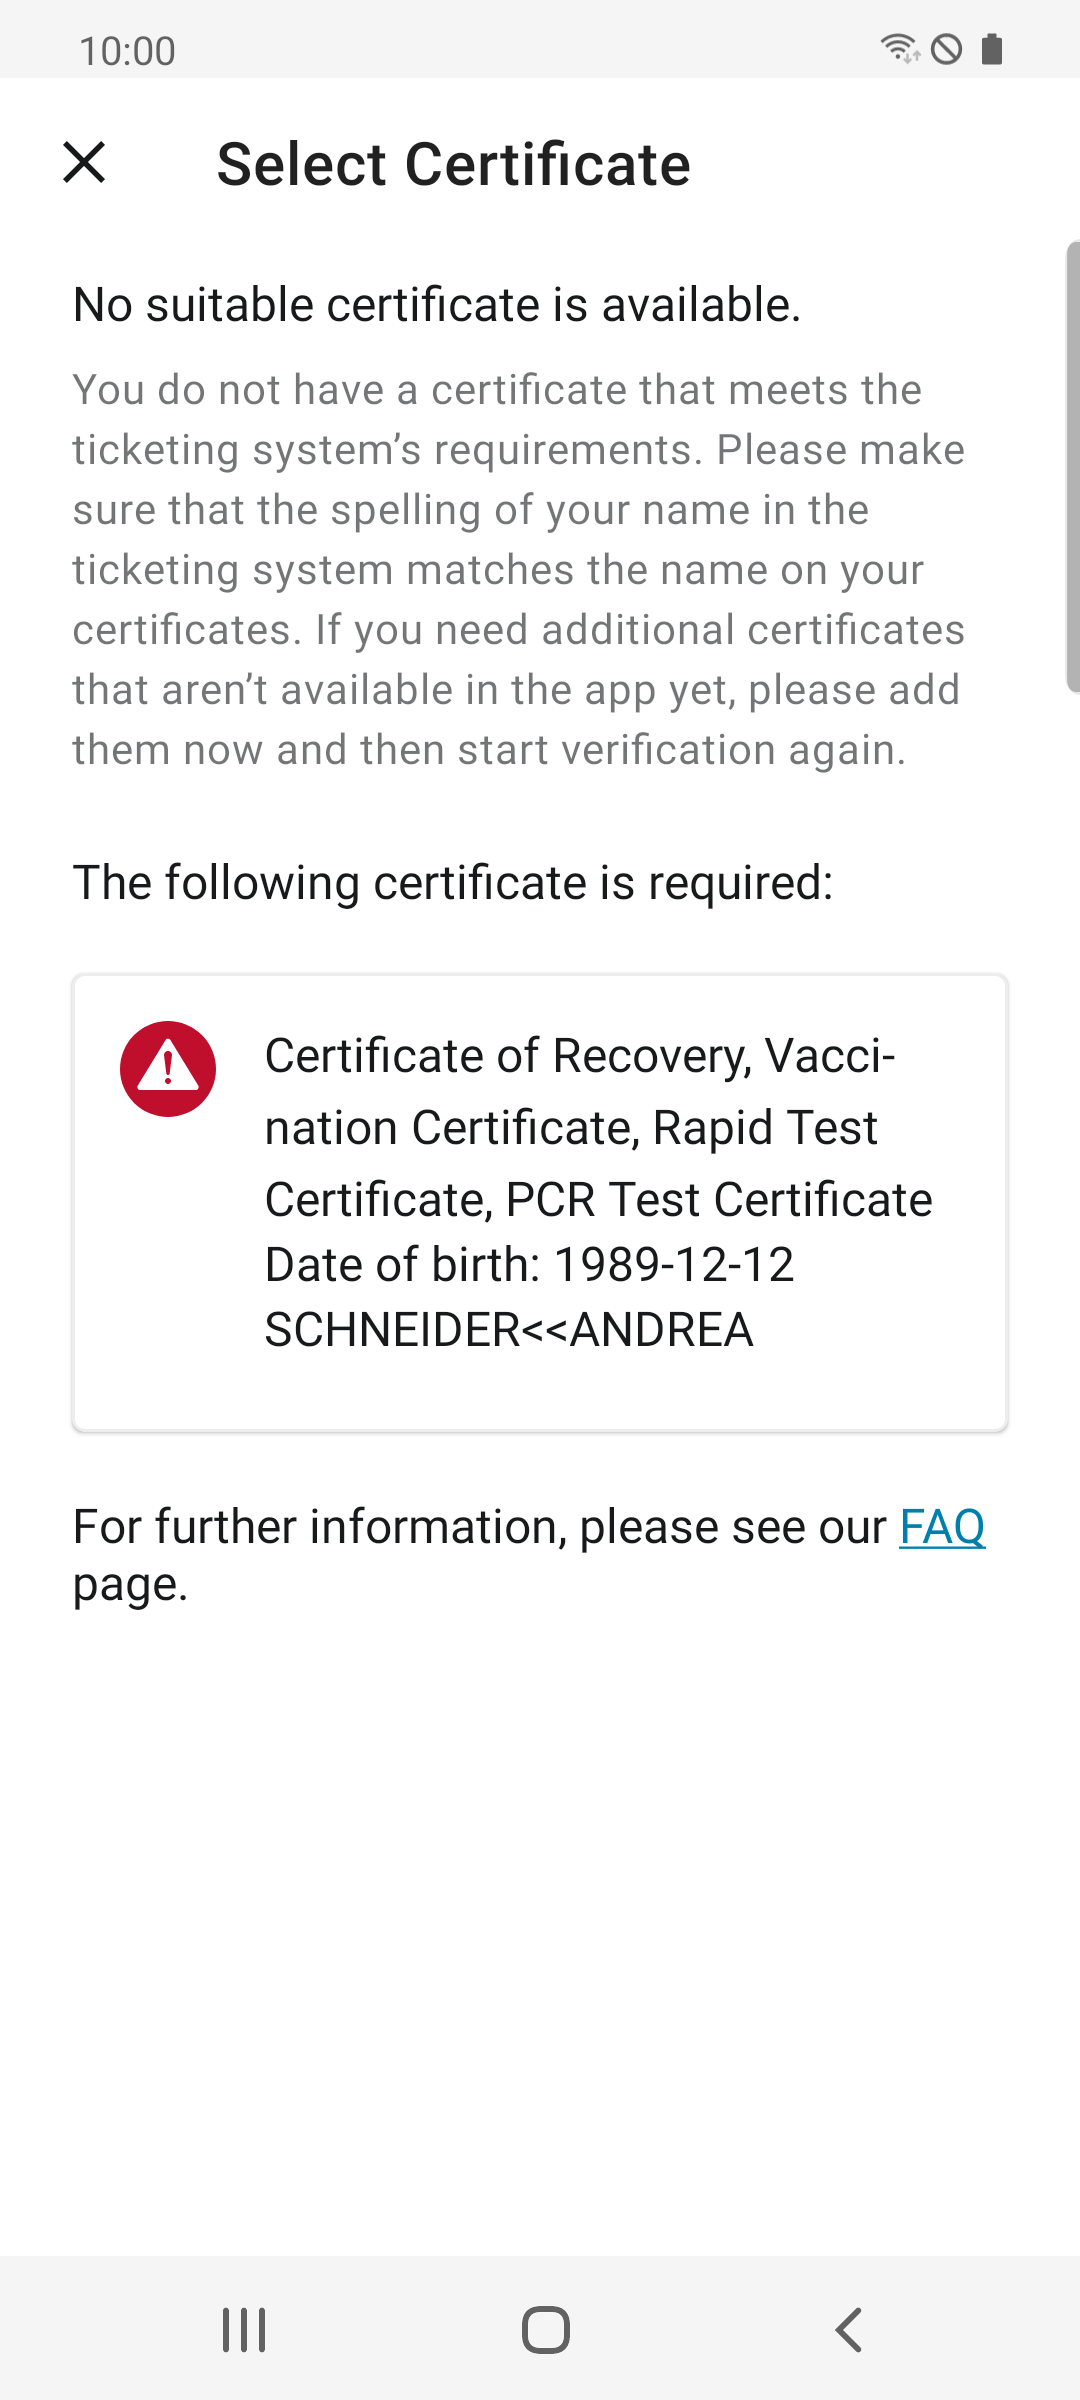 10:00
Select Certificate
No suitable certificate is available.
You do not have a certificate that meets the
ticketing system’s requirements. Please make
sure that the spelling of your name in the
ticketing system matches the name on your
certificates. If you need additional certificates
that aren’t available in the app yet, please add
them now and then start verification again.
The following certificate is required:
Certificate of Recovery, Vacci-
nation Certificate, Rapid Test
Certificate, PCR Test Certificate
Date of birth: 1989-12-12
SCHNEIDER<<ANDREA
For further information, please see our FAQ
page.